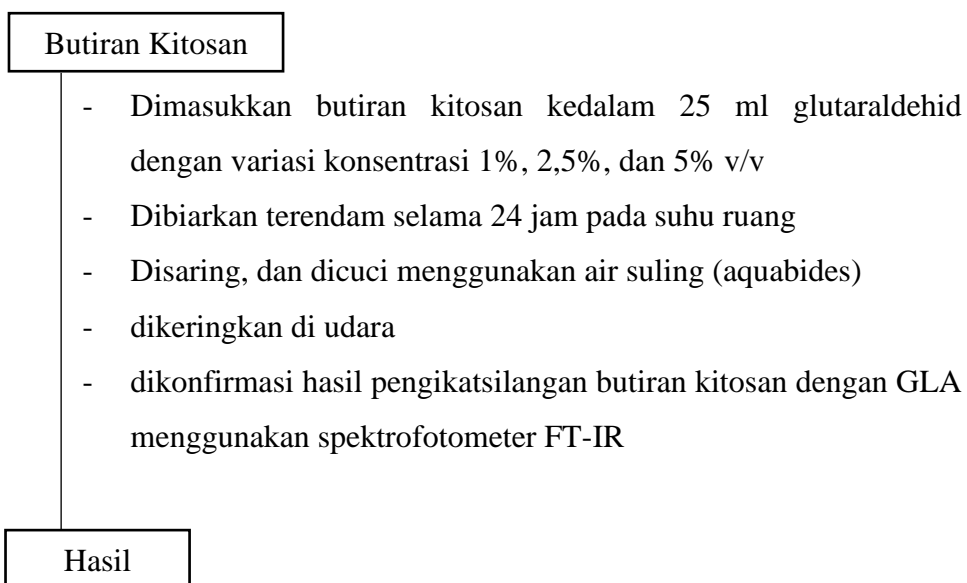 Butiran Kitosan
- Dimasukkan butiran kitosan kedalam 25 ml glutaraldehid
dengan variasi konsentrasi 1%, 2,5%, dan 5% v/v
- Dibiarkan terendam selama 24 jam pada suhu ruang
- Disaring, dan dicuci menggunakan air suling (aquabides)
- dikeringkan di udara
- dikonfirmasi hasil pengikatsilangan butiran kitosan dengan GLA
menggunakan spektrofotometer FT-IR
Hasil